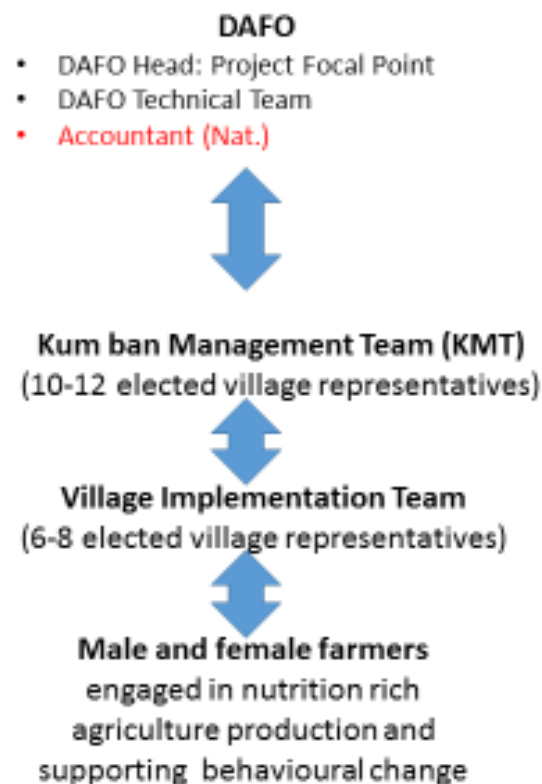 DAFO
• DAFO Head: Project Focal Point
• DAFO Technical Team
• Accountant (Nat.)
Kum ban Management Team (KMT)
(10-12 elected village representatives)
Village Implementation Team
(6-8 elected village representatives)
Male and female farmers
engaged in nutrition rich
agriculture production and
supporting behavioural change